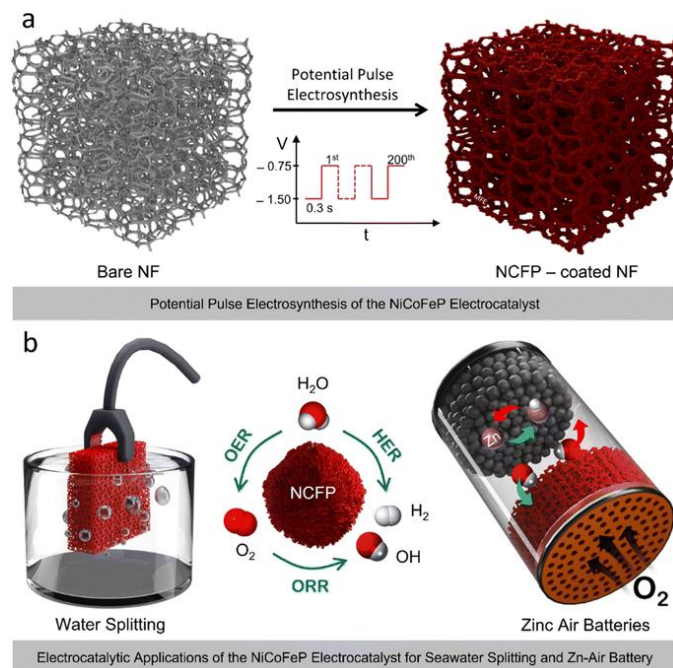 a
Potential Pulse
Electrosynthesis
V
1st
200th
– 0.75
– 1.50
0.3 s
t
Bare NF
NCFP – coated NF
Potential Pulse Electrosynthesis of the NiCoFeP Electrocatalyst
b
H2O
OER
HER
NCFP
O2
H2
OH
ORR
Zn
O2
Water Splitting
Zinc Air Batteries
Electrocatalytic Applications of the NiCoFeP Electrocatalyst for Seawater Splitting and Zn-Air Battery